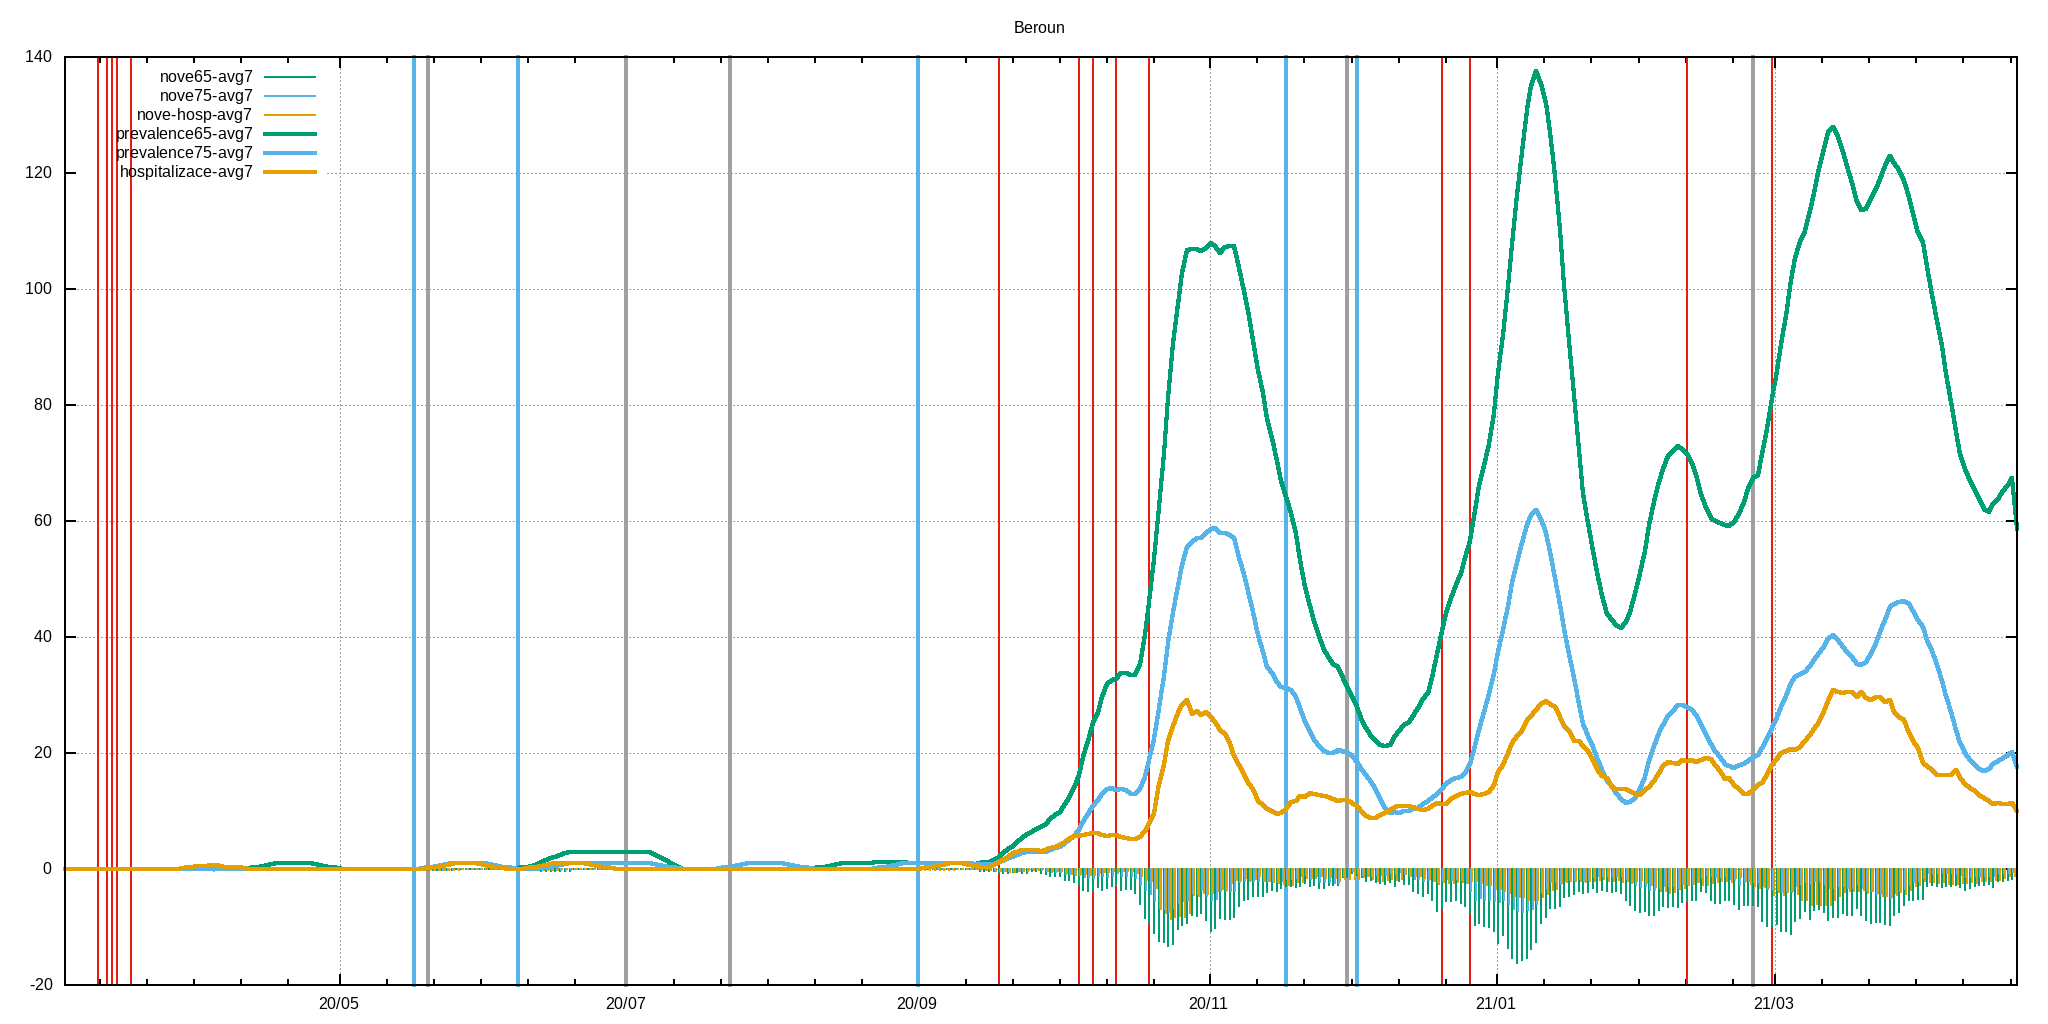 Beroun
140
120
100
80
60
40
20
0
-20
nove65-avg7
nove75-avg7
nove-hosp-avg7
prevalence65-avg7
prevalence75-avg7
hospitalizace-avg7
20/05 20/07 20/09 20/11 21/01 21/03